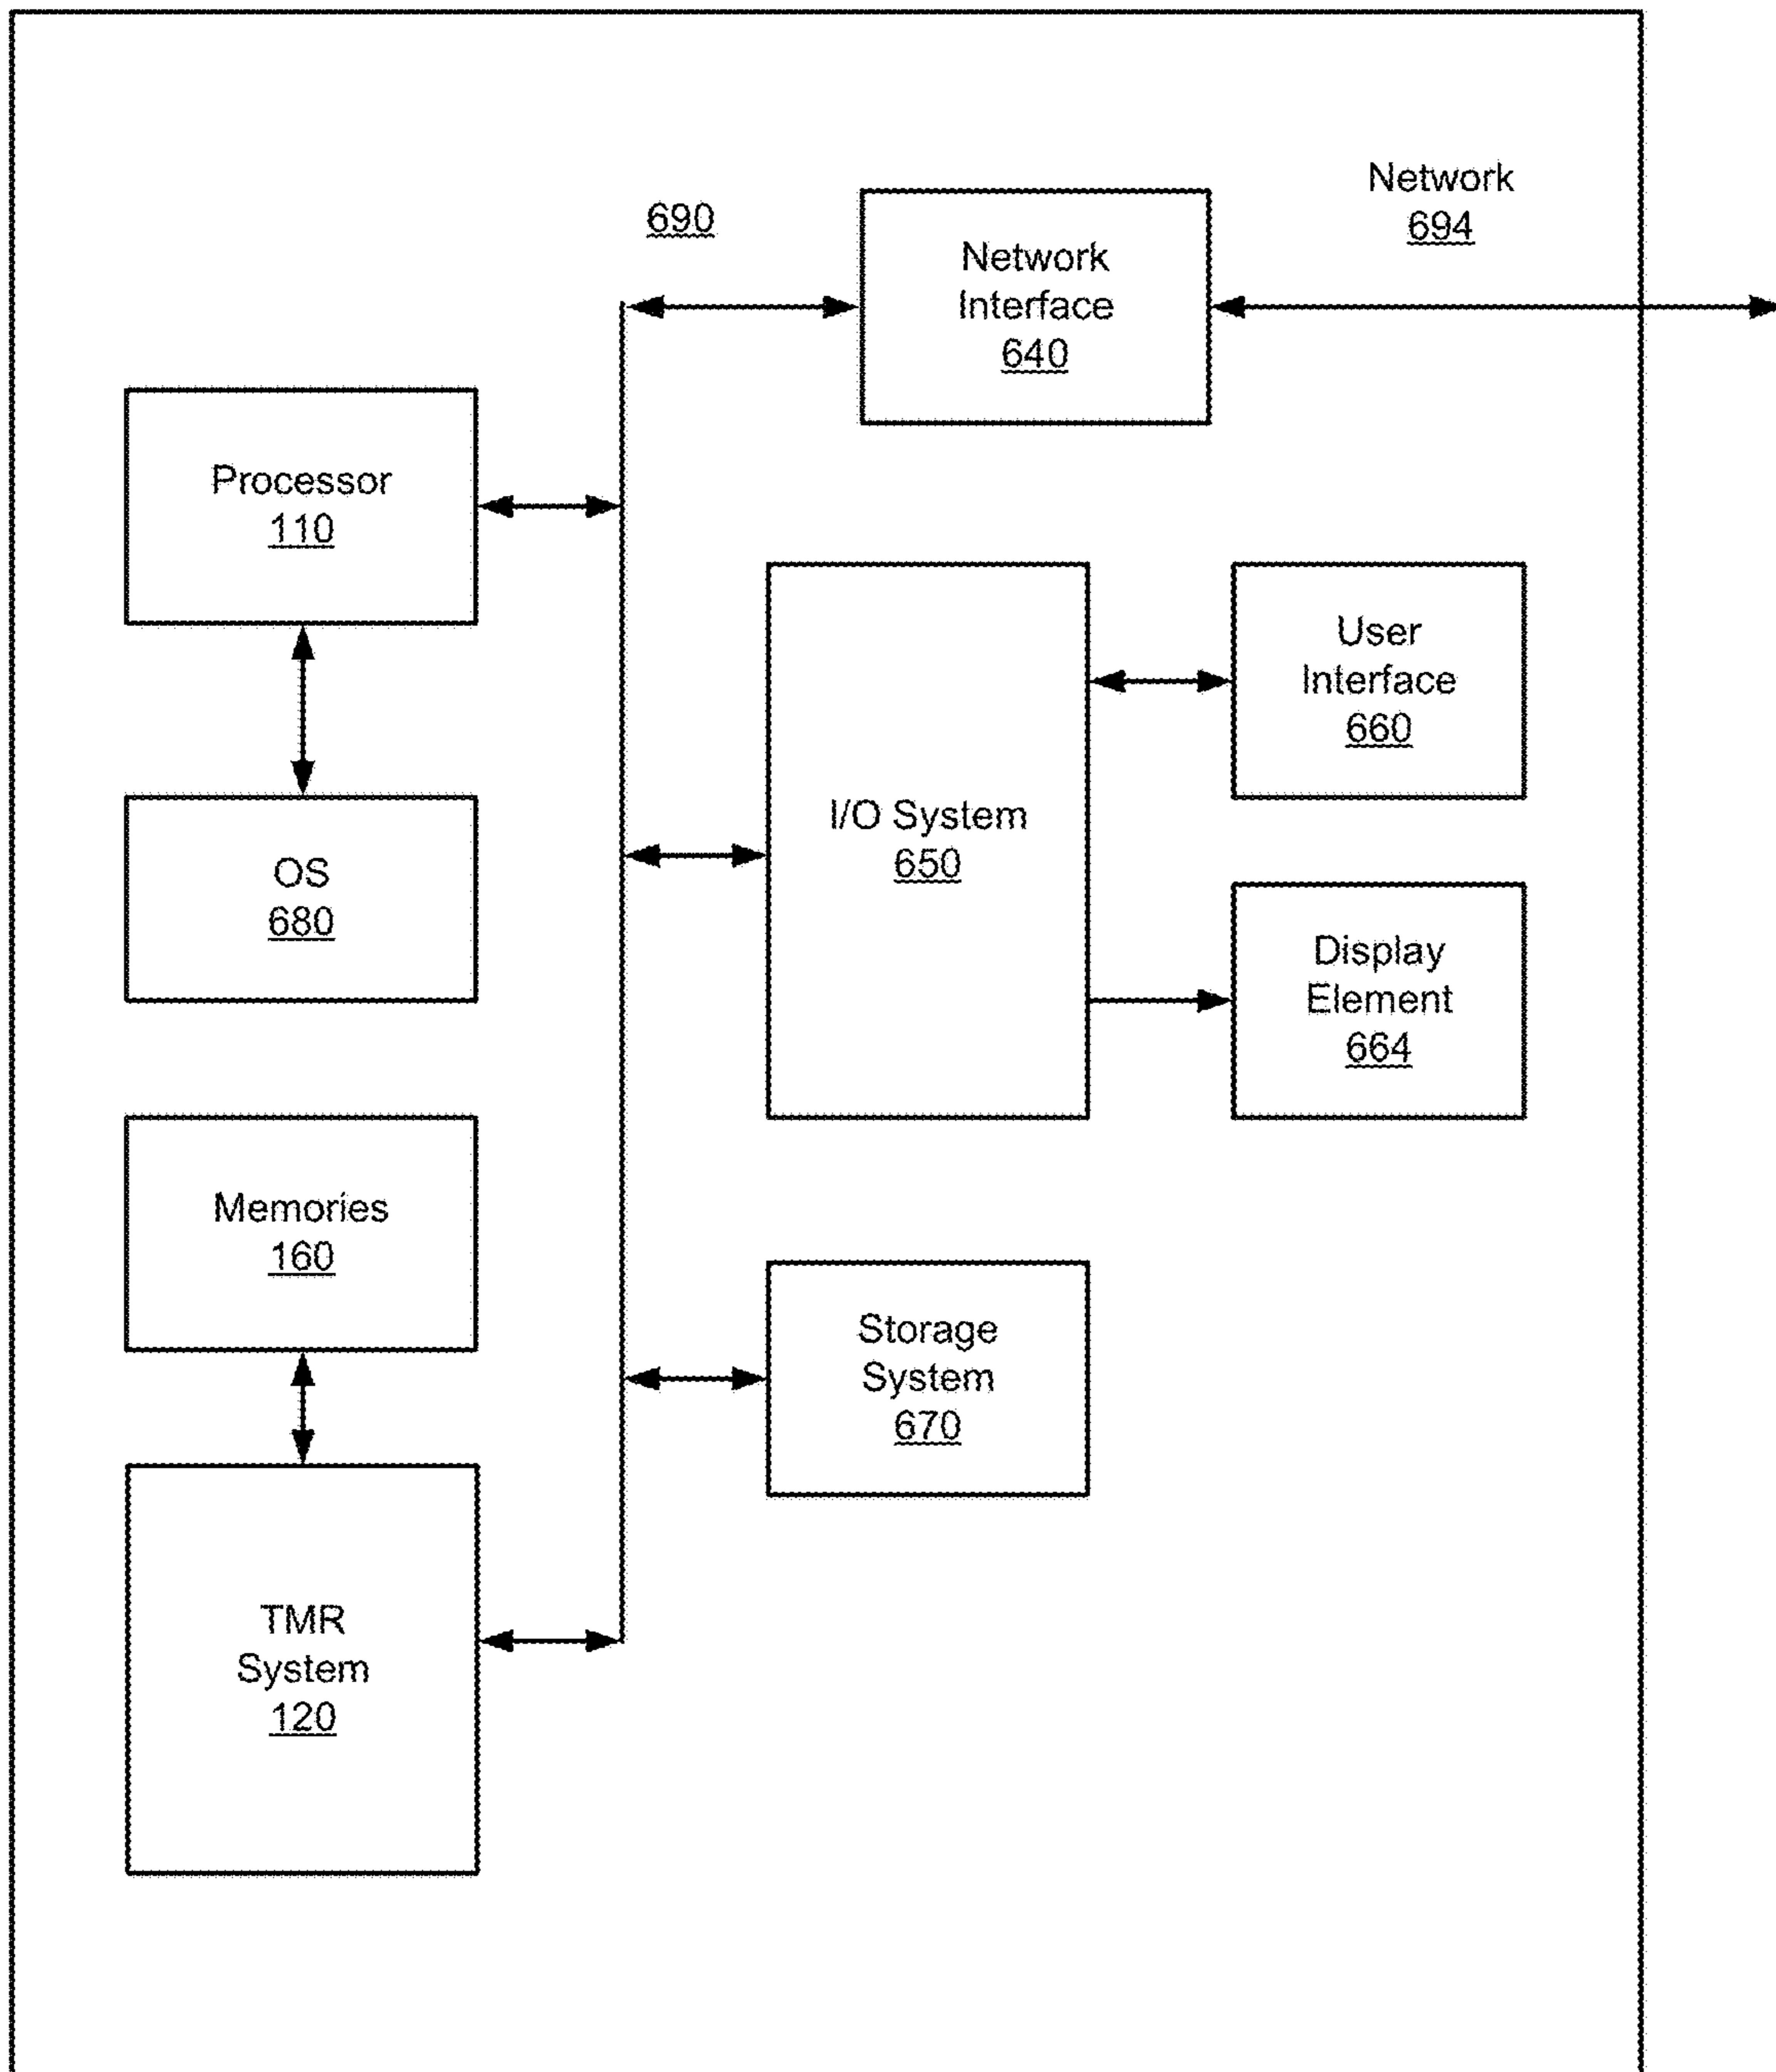 Network
694
690
Network
Interface
640
Processor
110
User
Interface
660
I/O System
650
OS
680
Display
Element
664
Memories
160
Storage
System
670
TMR
System
120